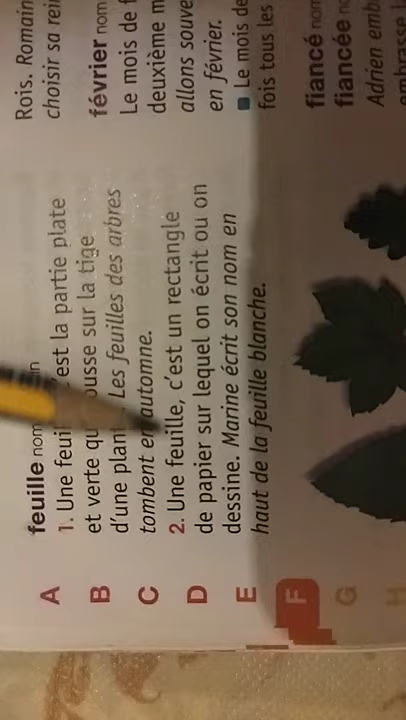 feuille nom
1. Une feui est la partie plate
et verte qu ousse sur la tige
d'une plant Les feuilles des arbres
tombent en automne.
2. Une feuille, c'est un rectangle
de papier sur lequel on écrit ou on
dessine. Marine écrit son nom en
haut de la feuille blanche.
Rois. Romain
choisir sa rei
février nom
Le mois de f
deuxième m
allons souve
en février.
Le mois de
fois tous les
fiancé nom
fiancée no
Adrien emb
embrasse
A
B
C
D
E
F
G
H